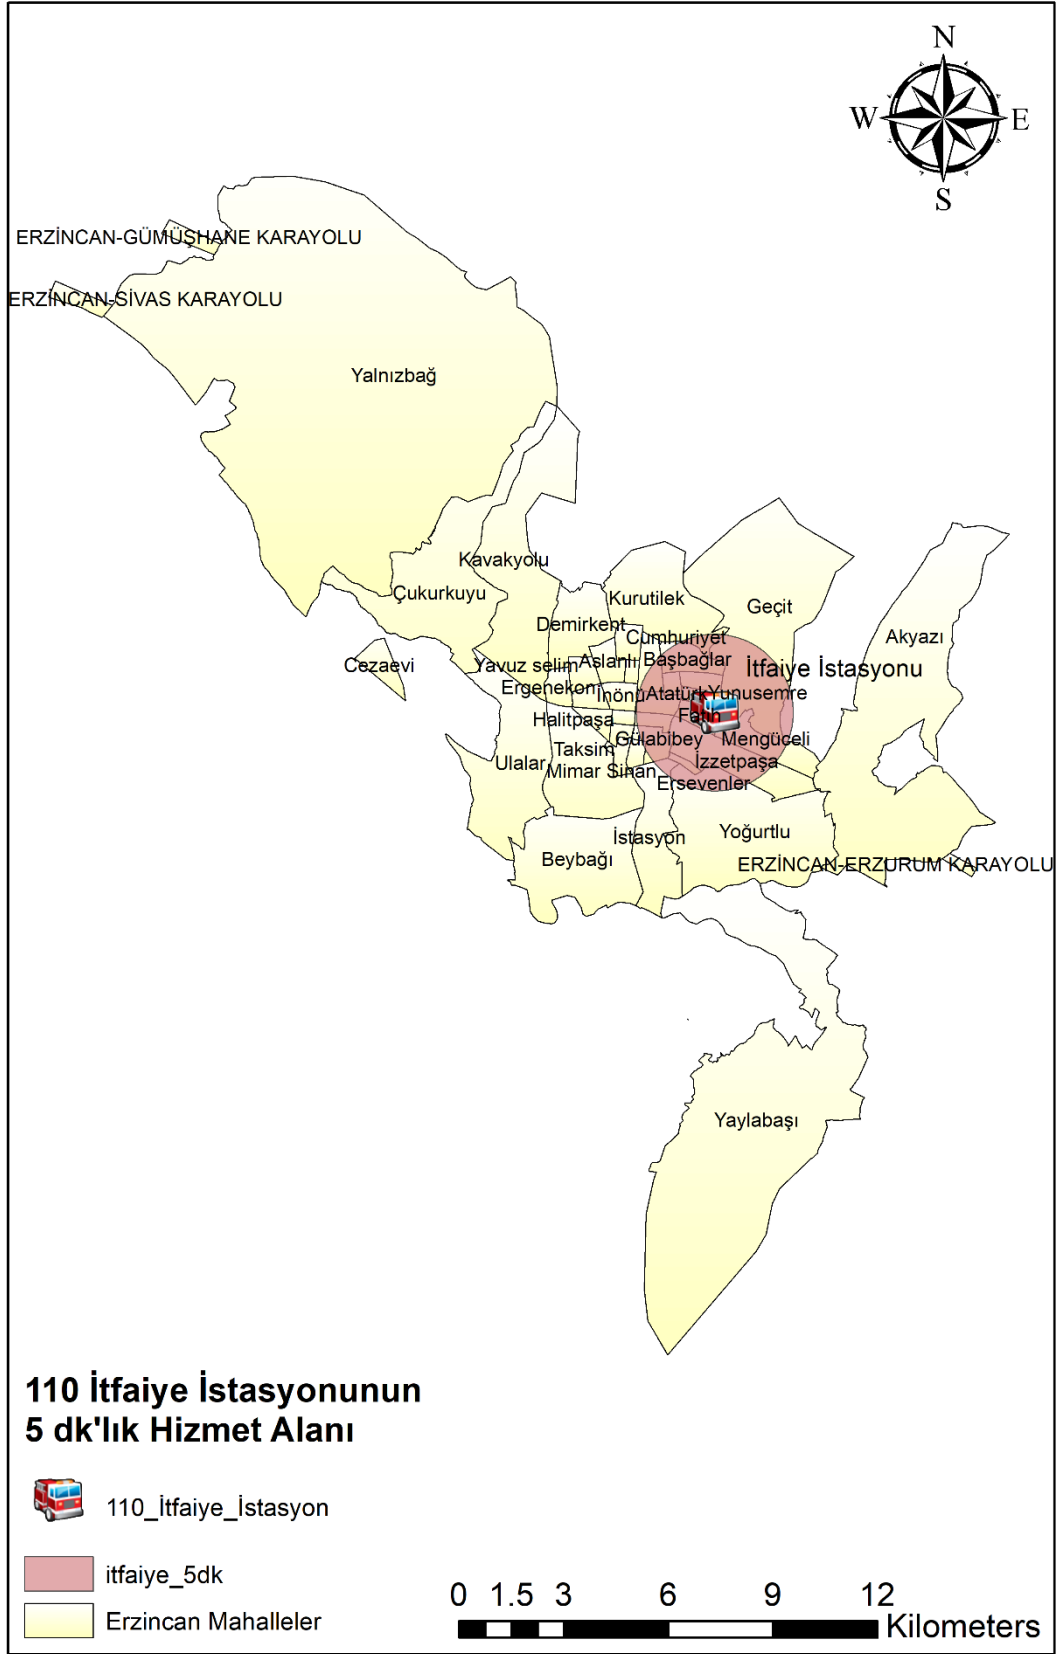 N
W E
S
ERZİNCAN-GÜMÜŞHANE KARAYOLU
ERZİNCAN-SİVAS KARAYOLU
Yalnızbağ
Kavakyolu
Çukurkuyu
Kurutilek
Geçit
Demirkent
Cumhuriyet
Akyazı
Cezaevi
Yavuz selim
Aslanlı
Başbağlar
İtfaiye İstasyonu
Ergenekon
İnönü
Atatürk
Yunusemre
Halitpaşa
Fatih
Gülabibey
Mengüceli
Ulalar
Taksim
İzzetpaşa
Mimar Sinan
Ersevenler
İstasyon
Yoğurtlu
Beybağı
ERZİNCAN-ERZURUM KARAYOLU
Yaylabaşı
110 İtfaiye İstasyonunun
5 dk'lık Hizmet Alanı
110_İtfaiye_İstasyon
itfaiye_5dk
Erzincan Mahalleler
0 1.5 3 6 9 12
Kilometers